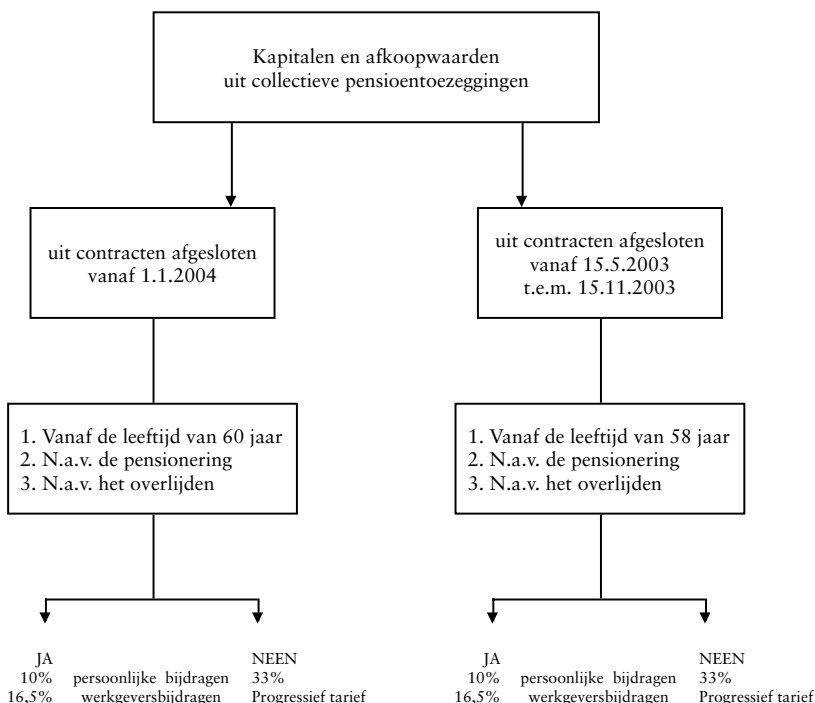 Kapitalen en afkoopwaarden
uit collectieve pensioentoezeggingen
uit contracten afgesloten
vanaf 1.1.2004
uit contracten afgesloten
vanaf 15.5.2003
t.e.m. 15.11.2003
1. Vanaf de leeftijd van 60 jaar
2. N.a.v. de pensionering
3. N.a.v. het overlijden
1. Vanaf de leeftijd van 58 jaar
2. N.a.v. de pensionering
3. N.a.v. het overlijden
JA NEEN
10% persoonlijke bijdragen 33%
16,5% werkgeversbijdragen Progressief tarief
JA NEEN
10% persoonlijke bijdragen 33%
16,5% werkgeversbijdragen Progressief tarief